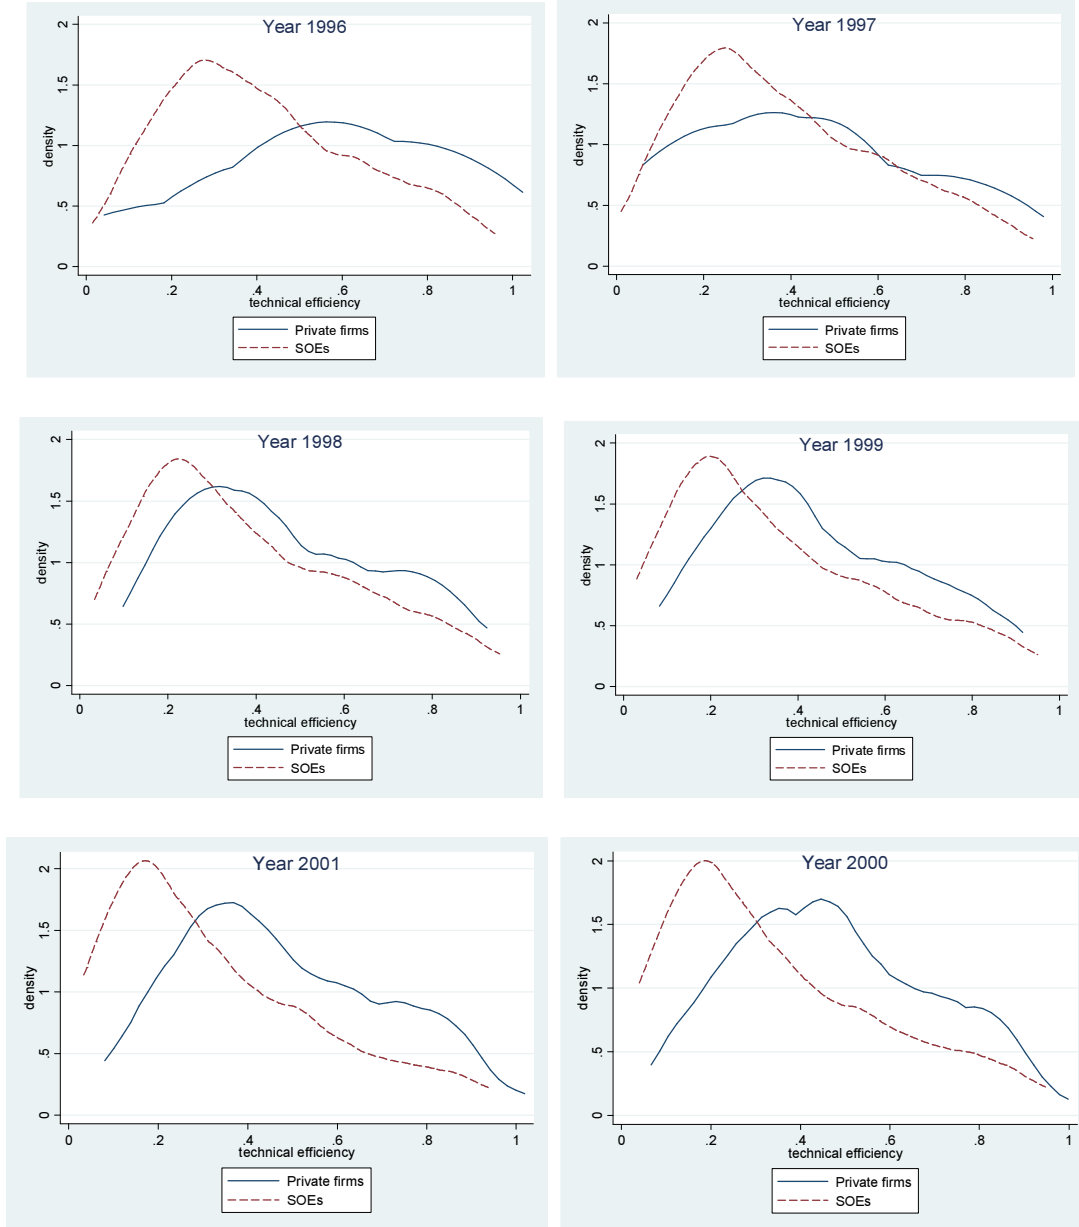 Year 1996
density
0 .5 1 1.5 2
0 .2 .4 .6 .8 1
technical efficiency
Private firms
SOEs
Year 1997
density
0 .5 1 1.5 2
0 .2 .4 .6 .8 1
technical efficiency
Private firms
SOEs
Year 1998
density
0 .5 1 1.5 2
0 .2 .4 .6 .8 1
technical efficiency
Private firms
SOEs
Year 1999
density
0 .5 1 1.5 2
0 .2 .4 .6 .8 1
technical efficiency
Private firms
SOEs
Year 2001
density
0 .5 1 1.5 2
0 .2 .4 .6 .8 1
technical efficiency
Private firms
SOEs
Year 2000
density
0 .5 1 1.5 2
0 .2 .4 .6 .8 1
technical efficiency
Private firms
SOEs